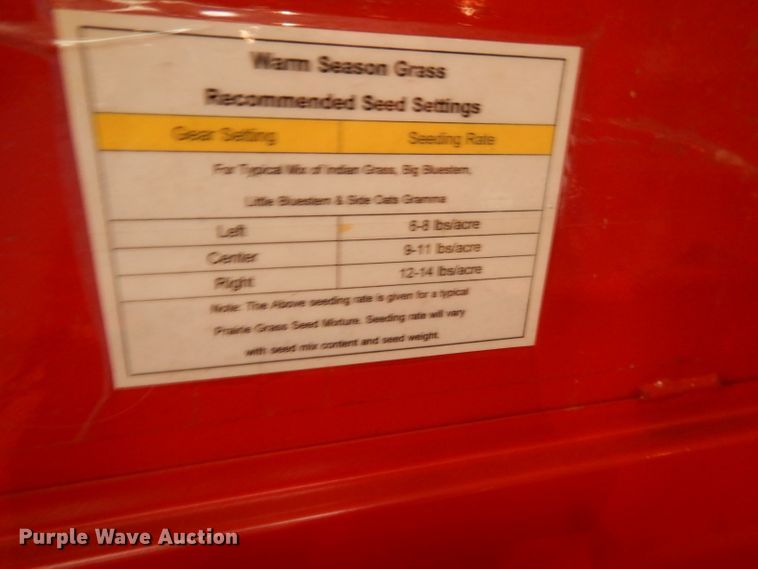 Warm Season Grass
Recommended Seed Settings
Gear Setting Seeding Rate
For Typical Mix of Indian Grass, Big Bluestem,
Little Bluestem & Side Oats Gramma
Left 6-8 lbs/acre
Center 9-11 lbs/acre
Right 12-14 lbs/acre
Note: The Above seeding rate is given for a typical
Prairie Grass Seed Mixture. Seeding rate will vary
with seed mix content and seed weight.
Purple Wave Auction